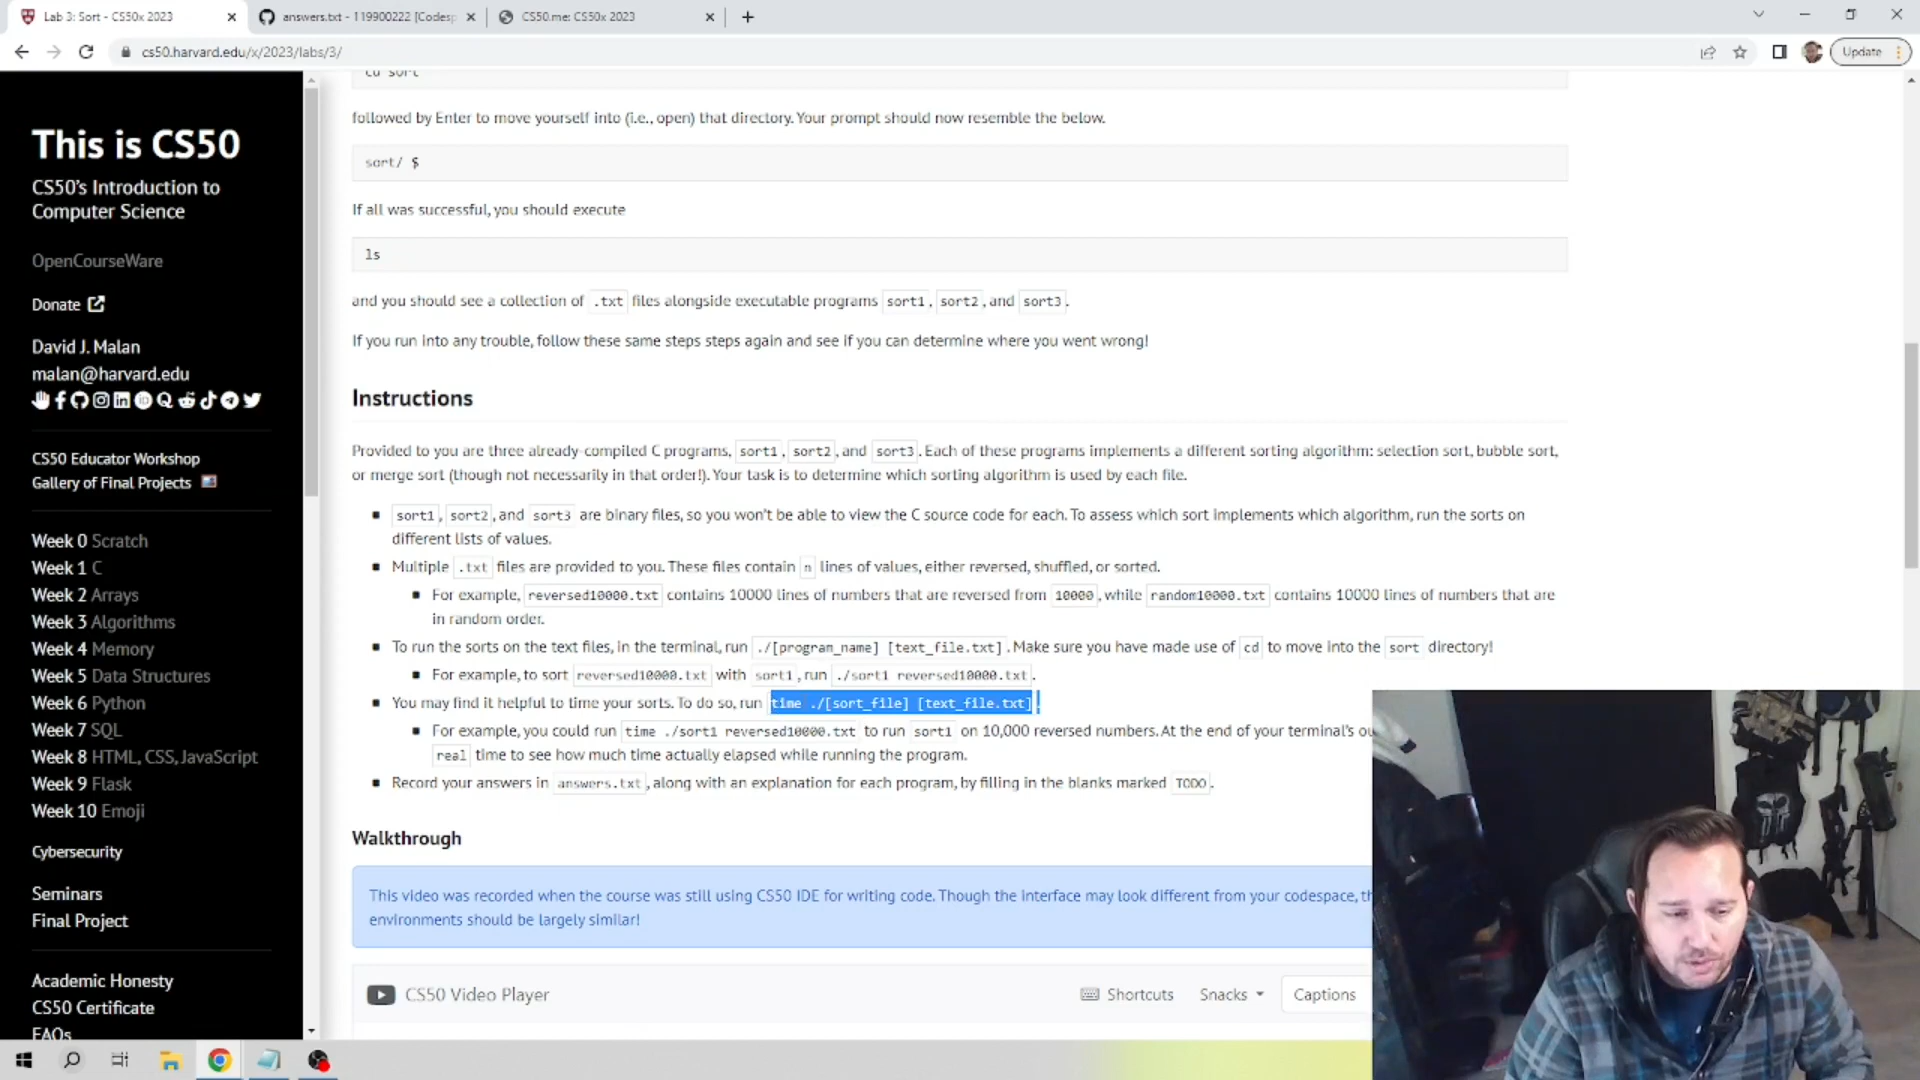 Lab 3: Sort - CS50x 2023
answers.txt - 119900222 [Codesp
CS50.me: CS50x 2023
cs50.harvard.edu/x/2023/labs/3/
Update
This is CS50
CS50's Introduction to
Computer Science
OpenCourseWare
Donate
David J. Malan
malan@harvard.edu
CS50 Educator Workshop
Gallery of Final Projects
Week 0 Scratch
Week 1 C
Week 2 Arrays
Week 3 Algorithms
Week 4 Memory
Week 5 Data Structures
Week 6 Python
Week 7 SQL
Week 8 HTML, CSS, JavaScript
Week 9 Flask
Week 10 Emoji
Cybersecurity
Seminars
Final Project
Academic Honesty
CS50 Certificate
FAQs
cd sort
followed by Enter to move yourself into (i.e., open) that directory. Your prompt should now resemble the below.
sort/ $
If all was successful, you should execute
ls
and you should see a collection of .txt files alongside executable programs sort1, sort2, and sort3.
If you run into any trouble, follow these same steps steps again and see if you can determine where you went wrong!
Instructions
Provided to you are three already-compiled C programs, sort1, sort2, and sort3. Each of these programs implements a different sorting algorithm: selection sort, bubble sort,
or merge sort (though not necessarily in that order!). Your task is to determine which sorting algorithm is used by each file.
sort1, sort2, and sort3 are binary files, so you won't be able to view the C source code for each. To assess which sort implements which algorithm, run the sorts on
different lists of values.
Multiple .txt files are provided to you. These files contain n lines of values, either reversed, shuffled, or sorted.
For example, reversed10000.txt contains 10000 lines of numbers that are reversed from 10000, while random10000.txt contains 10000 lines of numbers that are
in random order.
To run the sorts on the text files, in the terminal, run ./[program_name] [text_file.txt]. Make sure you have made use of cd to move into the sort directory!
For example, to sort reversed10000.txt with sort1, run ./sort1 reversed10000.txt.
You may find it helpful to time your sorts. To do so, run time ./[sort_file] [text_file.txt].
For example, you could run time ./sort1 reversed10000.txt to run sort1 on 10,000 reversed numbers. At the end of your terminal's ou
real time to see how much time actually elapsed while running the program.
Record your answers in answers.txt, along with an explanation for each program, by filling in the blanks marked TODO.
Walkthrough
This video was recorded when the course was still using CS50 IDE for writing code. Though the interface may look different from your codespace, th
environments should be largely similar!
CS50 Video Player
Shortcuts
Snacks
Captions